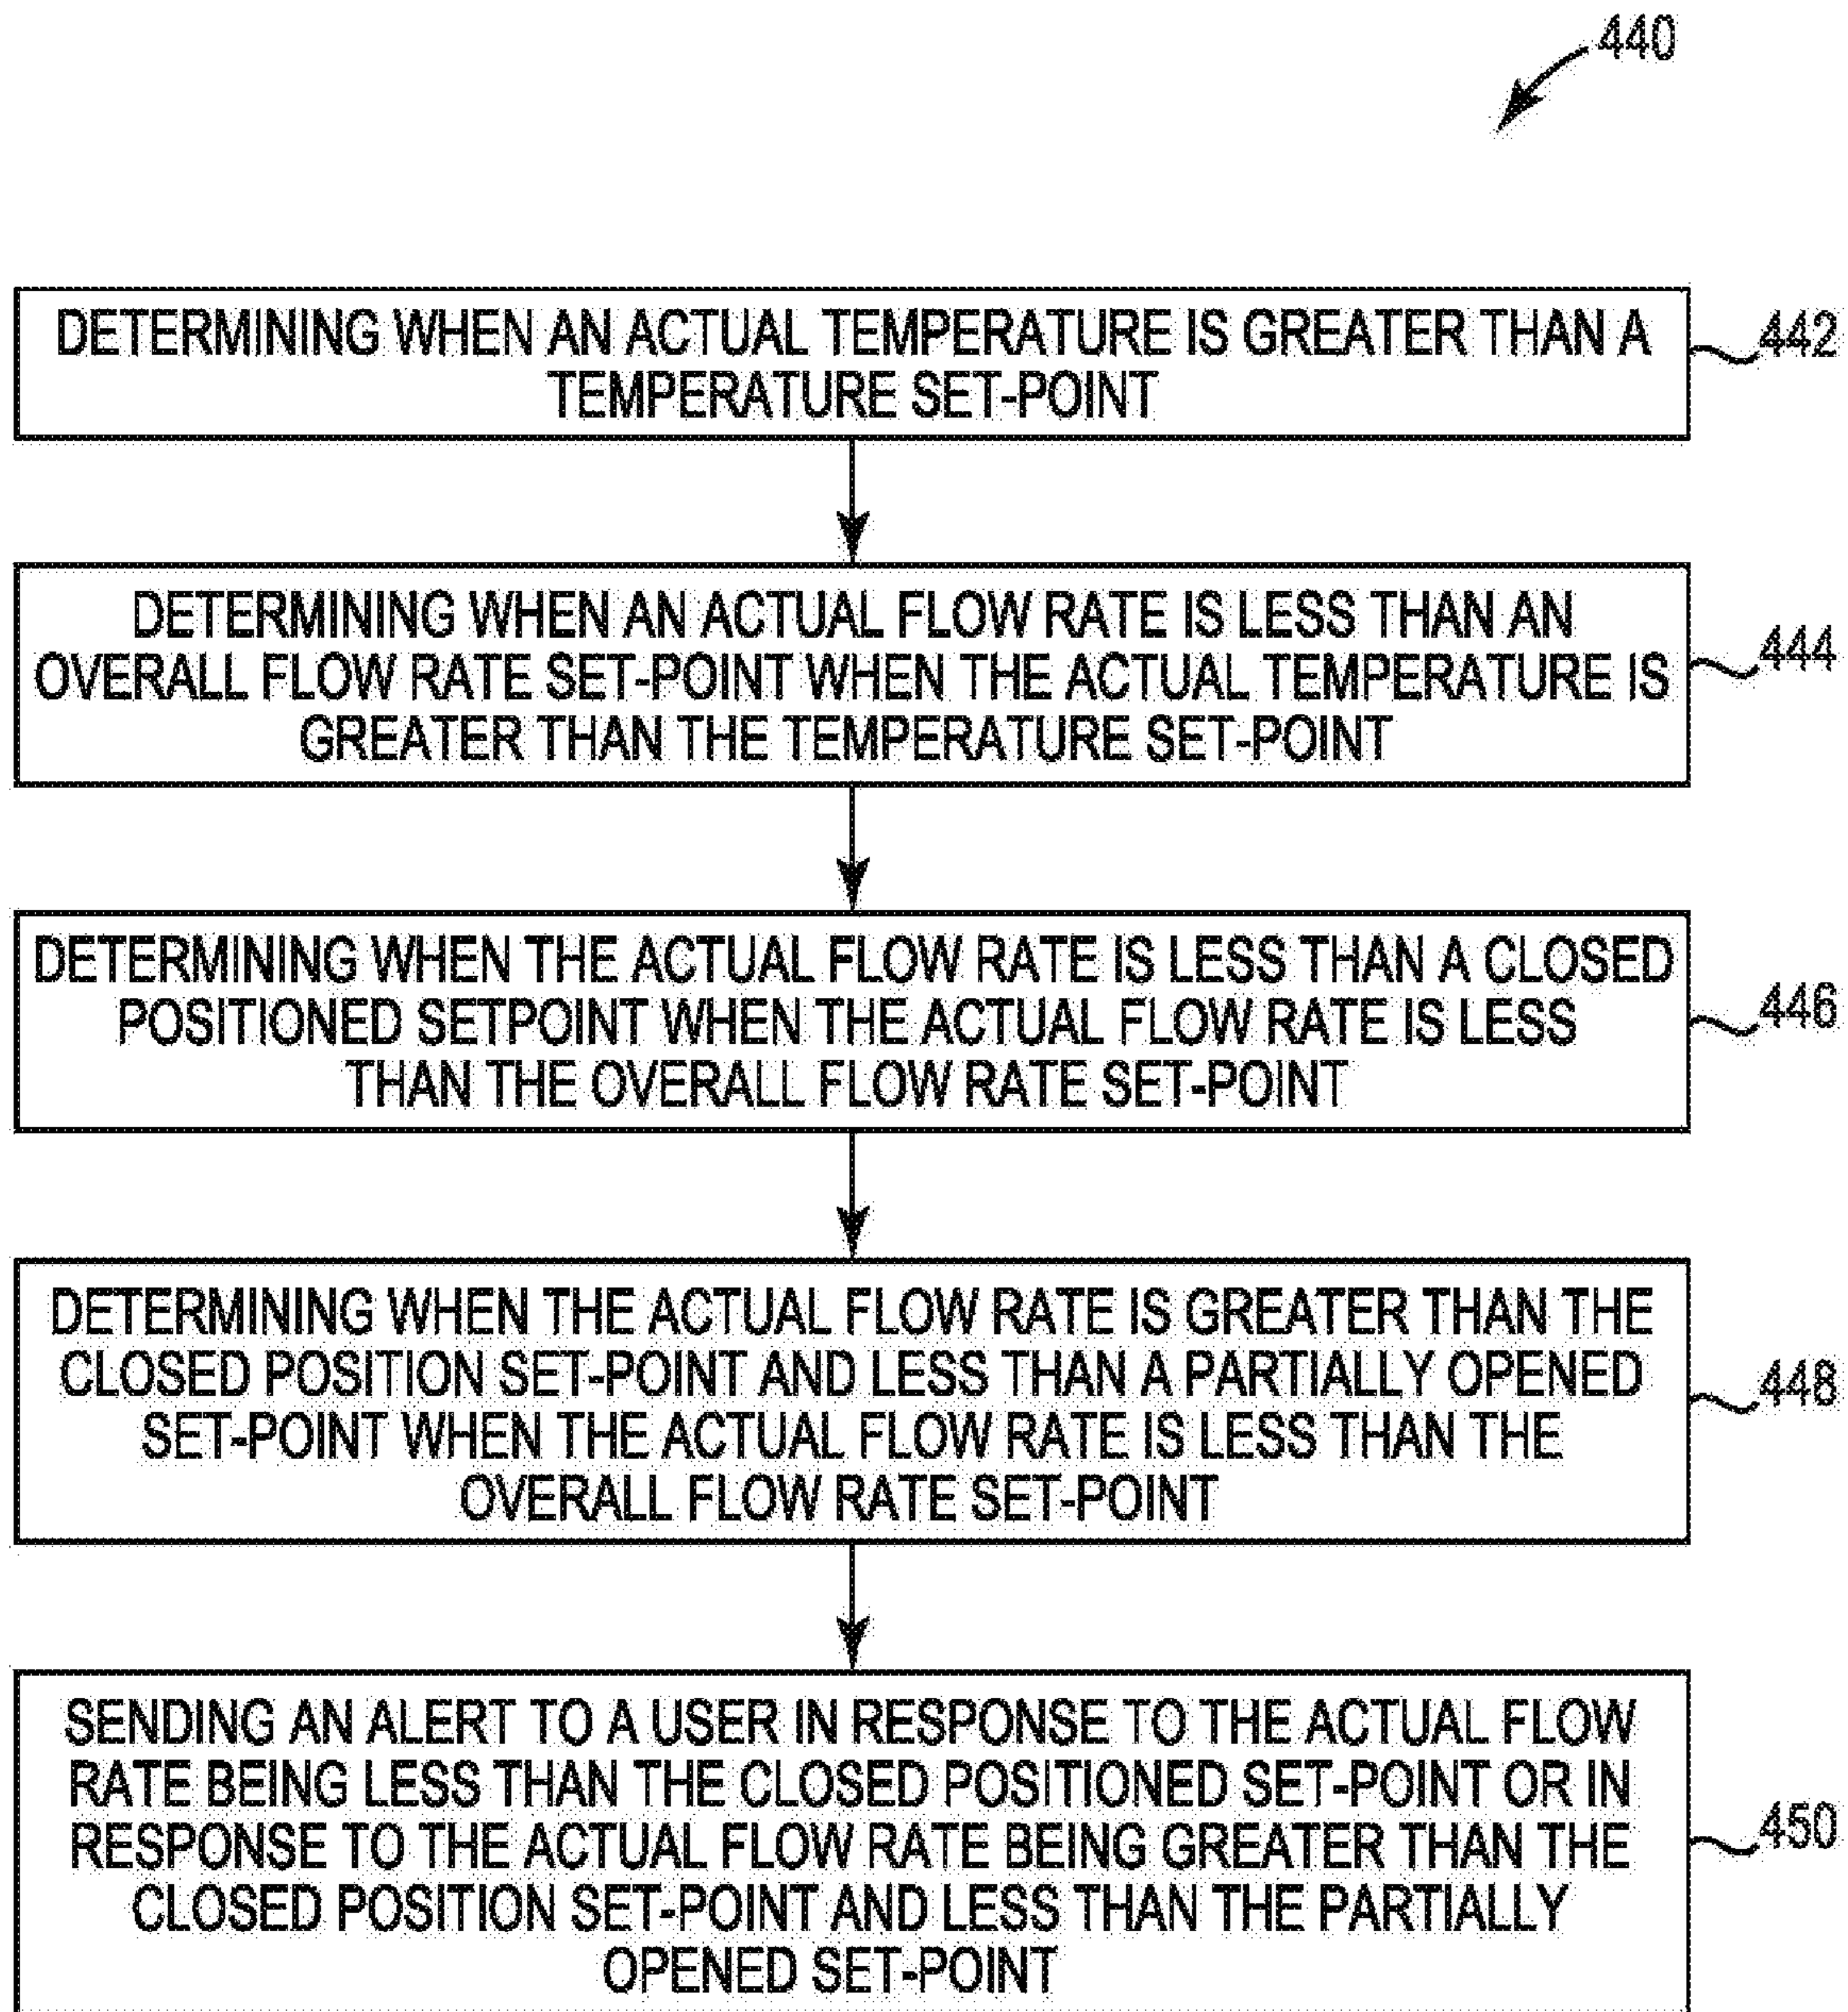 440
DETERMINING WHEN AN ACTUAL TEMPERATURE IS GREATER THAN A
TEMPERATURE SET-POINT
442
DETERMINING WHEN AN ACTUAL FLOW RATE IS LESS THAN AN
OVERALL FLOW RATE SET-POINT WHEN THE ACTUAL TEMPERATURE IS
GREATER THAN THE TEMPERATURE SET-POINT
444
DETERMINING WHEN THE ACTUAL FLOW RATE IS LESS THAN A CLOSED
POSITIONED SETPOINT WHEN THE ACTUAL FLOW RATE IS LESS
THAN THE OVERALL FLOW RATE SET-POINT
446
DETERMINING WHEN THE ACTUAL FLOW RATE IS GREATER THAN THE
CLOSED POSITION SET-POINT AND LESS THAN A PARTIALLY OPENED
SET-POINT WHEN THE ACTUAL FLOW RATE IS LESS THAN THE
OVERALL FLOW RATE SET-POINT
448
SENDING AN ALERT TO A USER IN RESPONSE TO THE ACTUAL FLOW
RATE BEING LESS THAN THE CLOSED POSITIONED SET-POINT OR IN
RESPONSE TO THE ACTUAL FLOW RATE BEING GREATER THAN THE
CLOSED POSITION SET-POINT AND LESS THAN THE PARTIALLY
OPENED SET-POINT
450